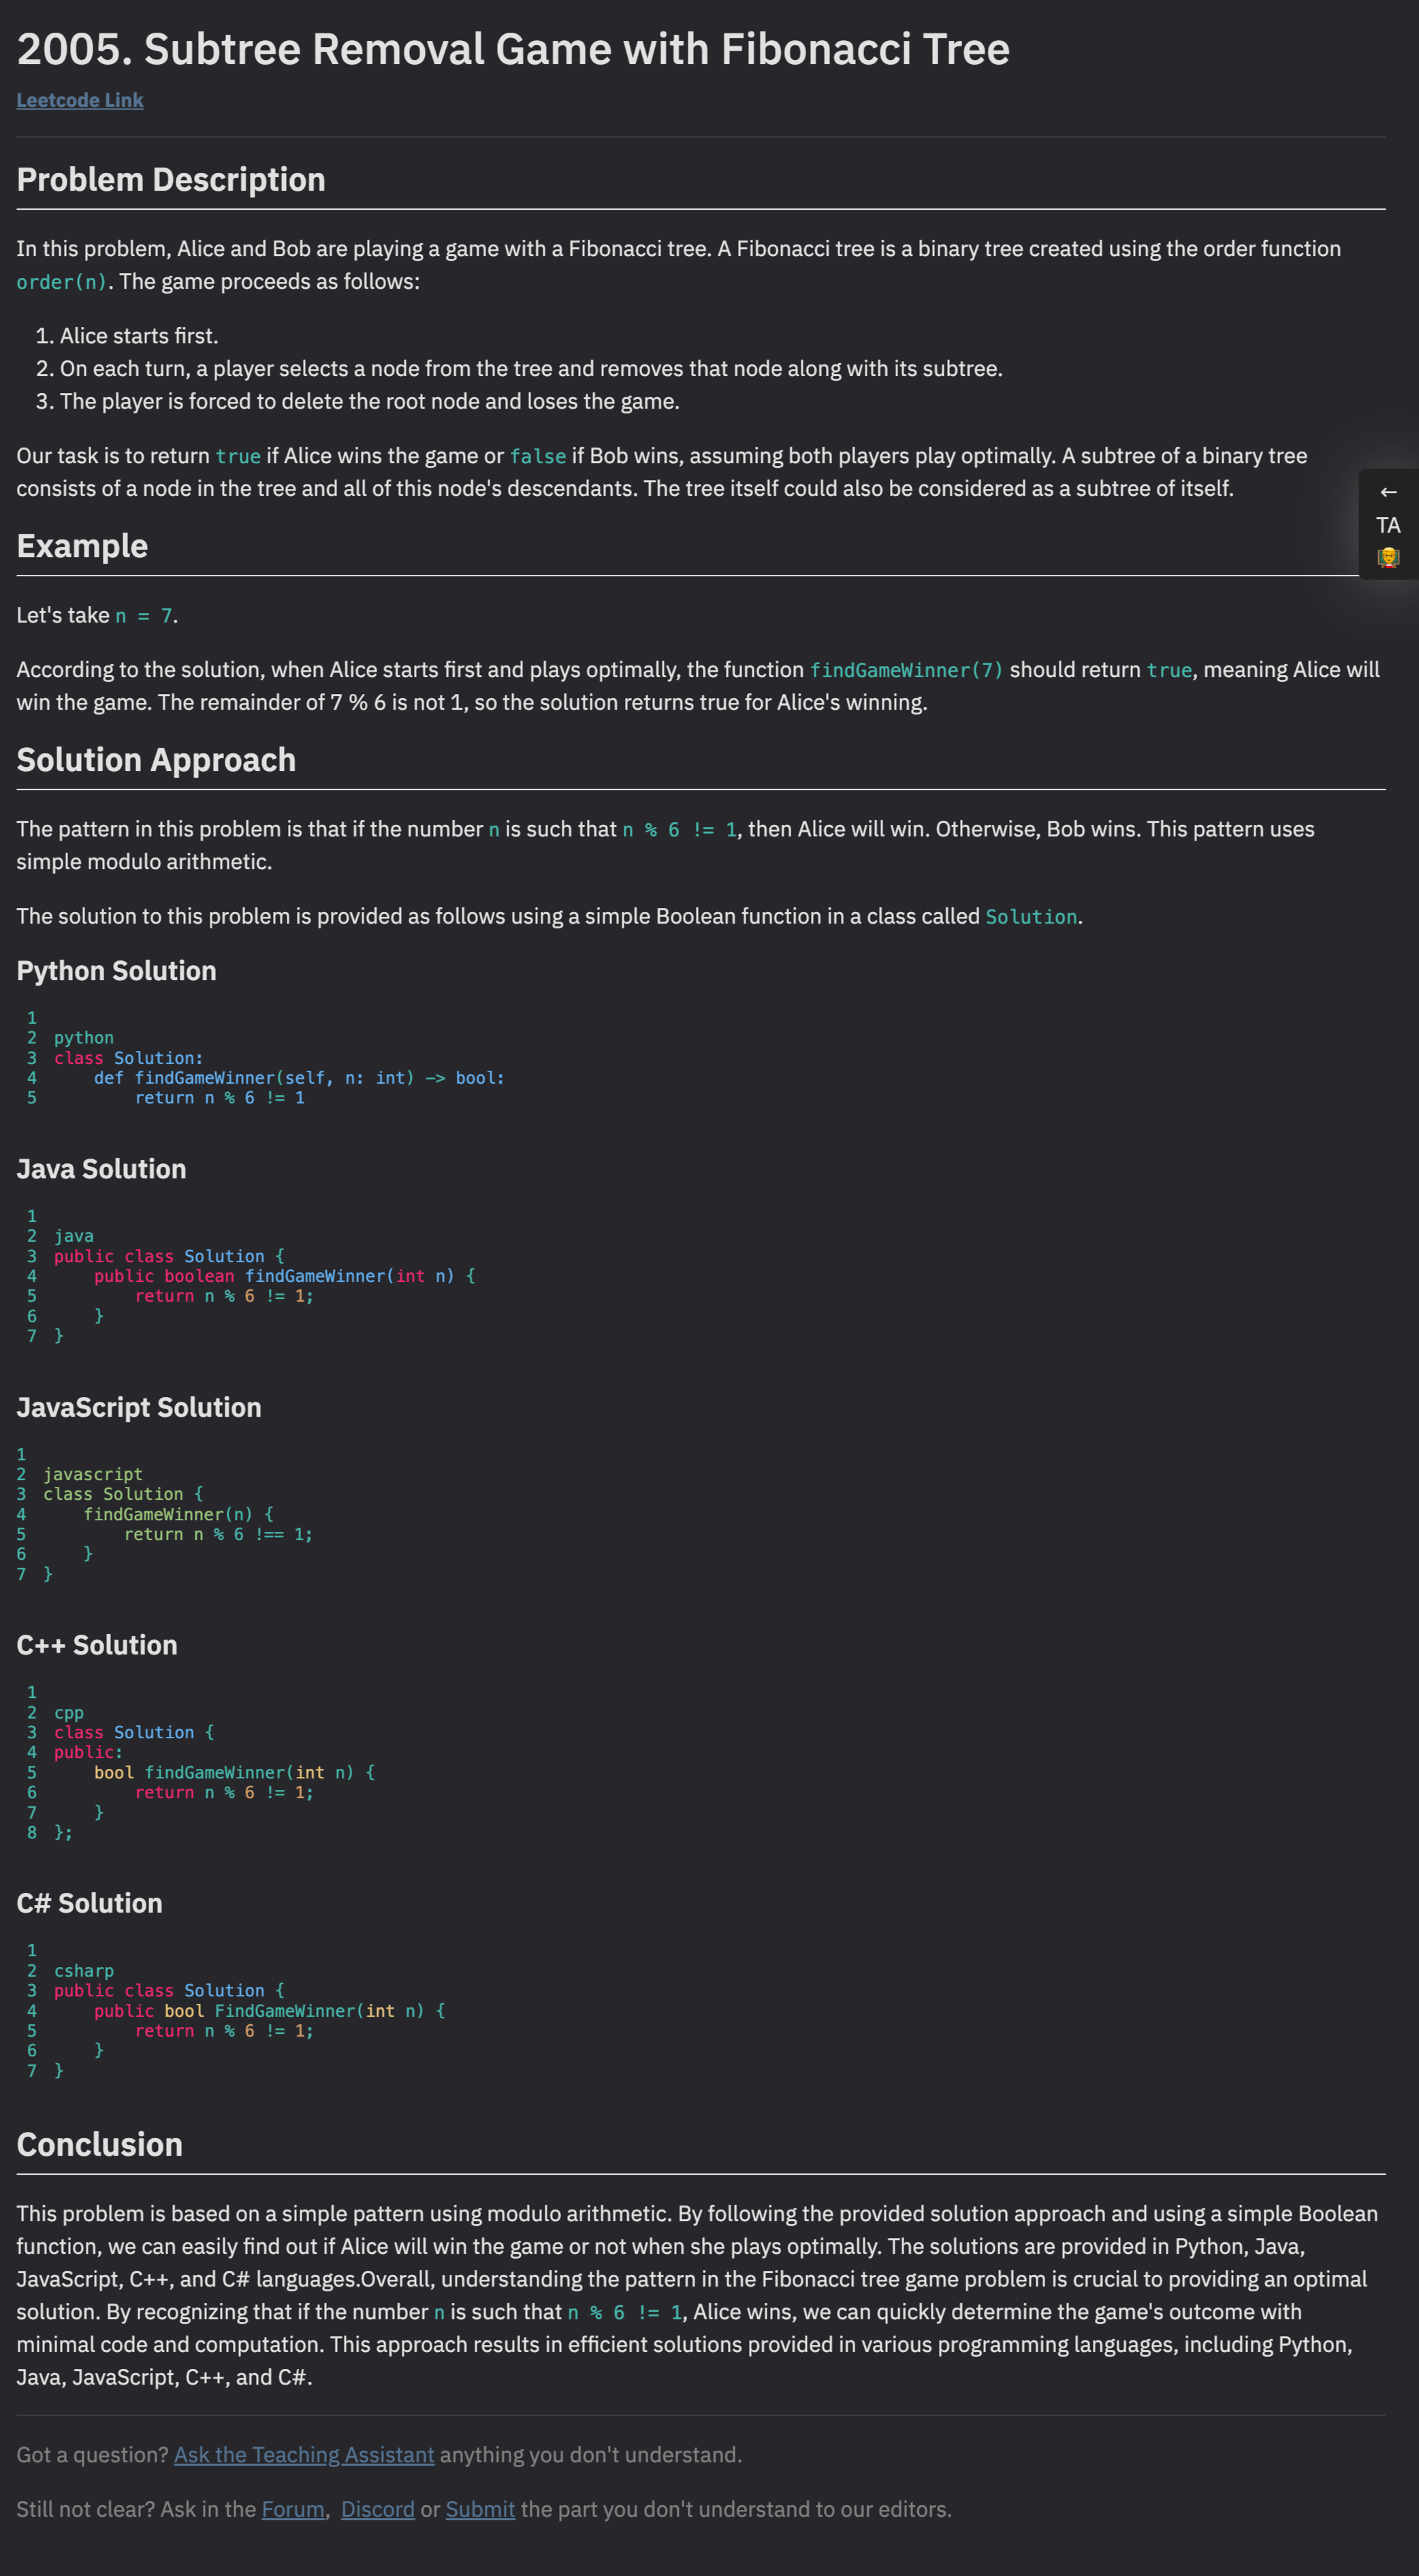 2005. Subtree Removal Game with Fibonacci Tree
Leetcode Link
Problem Description
In this problem, Alice and Bob are playing a game with a Fibonacci tree. A Fibonacci tree is a binary tree created using the order function
order(n). The game proceeds as follows:
1. Alice starts first.
2. On each turn, a player selects a node from the tree and removes that node along with its subtree.
3. The player is forced to delete the root node and loses the game.
Our task is to return true if Alice wins the game or false if Bob wins, assuming both players play optimally. A subtree of a binary tree
consists of a node in the tree and all of this node's descendants. The tree itself could also be considered as a subtree of itself.
←
TA
Example
Let's take n = 7.
According to the solution, when Alice starts first and plays optimally, the function findGameWinner(7) should return true, meaning Alice will
win the game. The remainder of 7 % 6 is not 1, so the solution returns true for Alice's winning.
Solution Approach
The pattern in this problem is that if the number n is such that n % 6 != 1, then Alice will win. Otherwise, Bob wins. This pattern uses
simple modulo arithmetic.
The solution to this problem is provided as follows using a simple Boolean function in a class called Solution.
Python Solution
1
2 python
3 class Solution:
4     def findGameWinner(self, n: int) -> bool:
5         return n % 6 != 1
Java Solution
1
2 java
3 public class Solution {
4     public boolean findGameWinner(int n) {
5         return n % 6 != 1;
6     }
7 }
JavaScript Solution
1
2 javascript
3 class Solution {
4     findGameWinner(n) {
5         return n % 6 !== 1;
6     }
7 }
C++ Solution
1
2 cpp
3 class Solution {
4 public:
5     bool findGameWinner(int n) {
6         return n % 6 != 1;
7     }
8 };
C# Solution
1
2 csharp
3 public class Solution {
4     public bool FindGameWinner(int n) {
5         return n % 6 != 1;
6     }
7 }
Conclusion
This problem is based on a simple pattern using modulo arithmetic. By following the provided solution approach and using a simple Boolean
function, we can easily find out if Alice will win the game or not when she plays optimally. The solutions are provided in Python, Java,
JavaScript, C++, and C# languages.Overall, understanding the pattern in the Fibonacci tree game problem is crucial to providing an optimal
solution. By recognizing that if the number n is such that n % 6 != 1, Alice wins, we can quickly determine the game's outcome with
minimal code and computation. This approach results in efficient solutions provided in various programming languages, including Python,
Java, JavaScript, C++, and C#.
Got a question? Ask the Teaching Assistant anything you don't understand.
Still not clear? Ask in the Forum, Discord or Submit the part you don't understand to our editors.